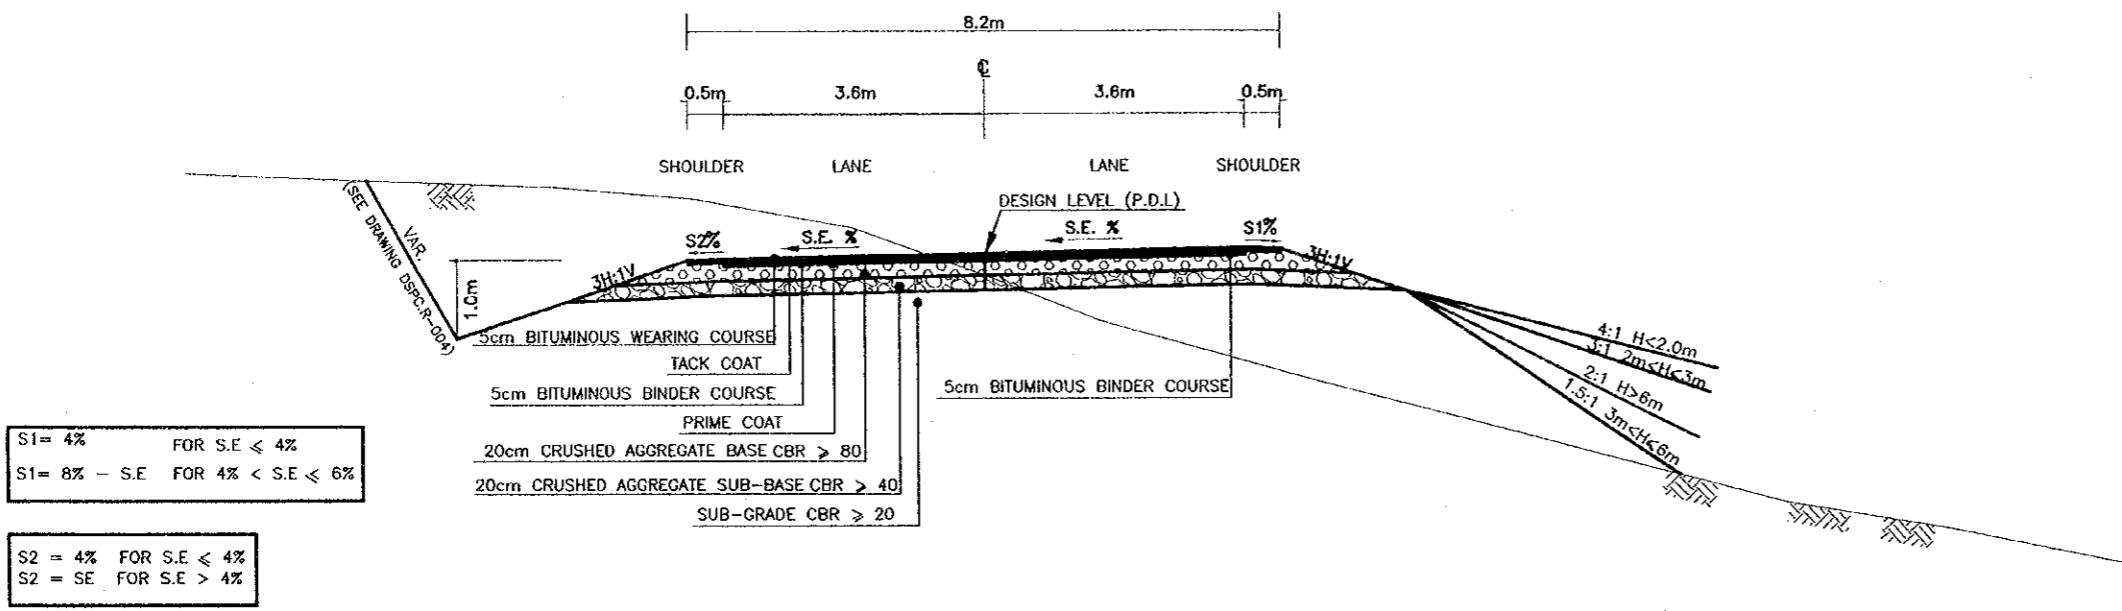 8.2m
℄
0.5m 3.6m 3.6m 0.5m
SHOULDER LANE LANE SHOULDER
DESIGN LEVEL (P.D.L)
S2% S.E. % S.E. % S1%
VAR.
(SEE DRAWING DSPC.R-004)
1.0m
3H:1V
3H:1V
5cm BITUMINOUS WEARING COURSE
TACK COAT
5cm BITUMINOUS BINDER COURSE
5cm BITUMINOUS BINDER COURSE
PRIME COAT
20cm CRUSHED AGGREGATE BASE CBR ⩾ 80
20cm CRUSHED AGGREGATE SUB-BASE CBR ⩾ 40
SUB-GRADE CBR ⩾ 20
4:1 H<2.0m
3:1 2m⩽H⩽3m
2:1 H>6m
1.5:1 3m<H⩽6m
S1= 4% FOR S.E ⩽ 4%
S1= 8% - S.E FOR 4% < S.E ⩽ 6%
S2 = 4% FOR S.E ⩽ 4%
S2 = SE FOR S.E > 4%